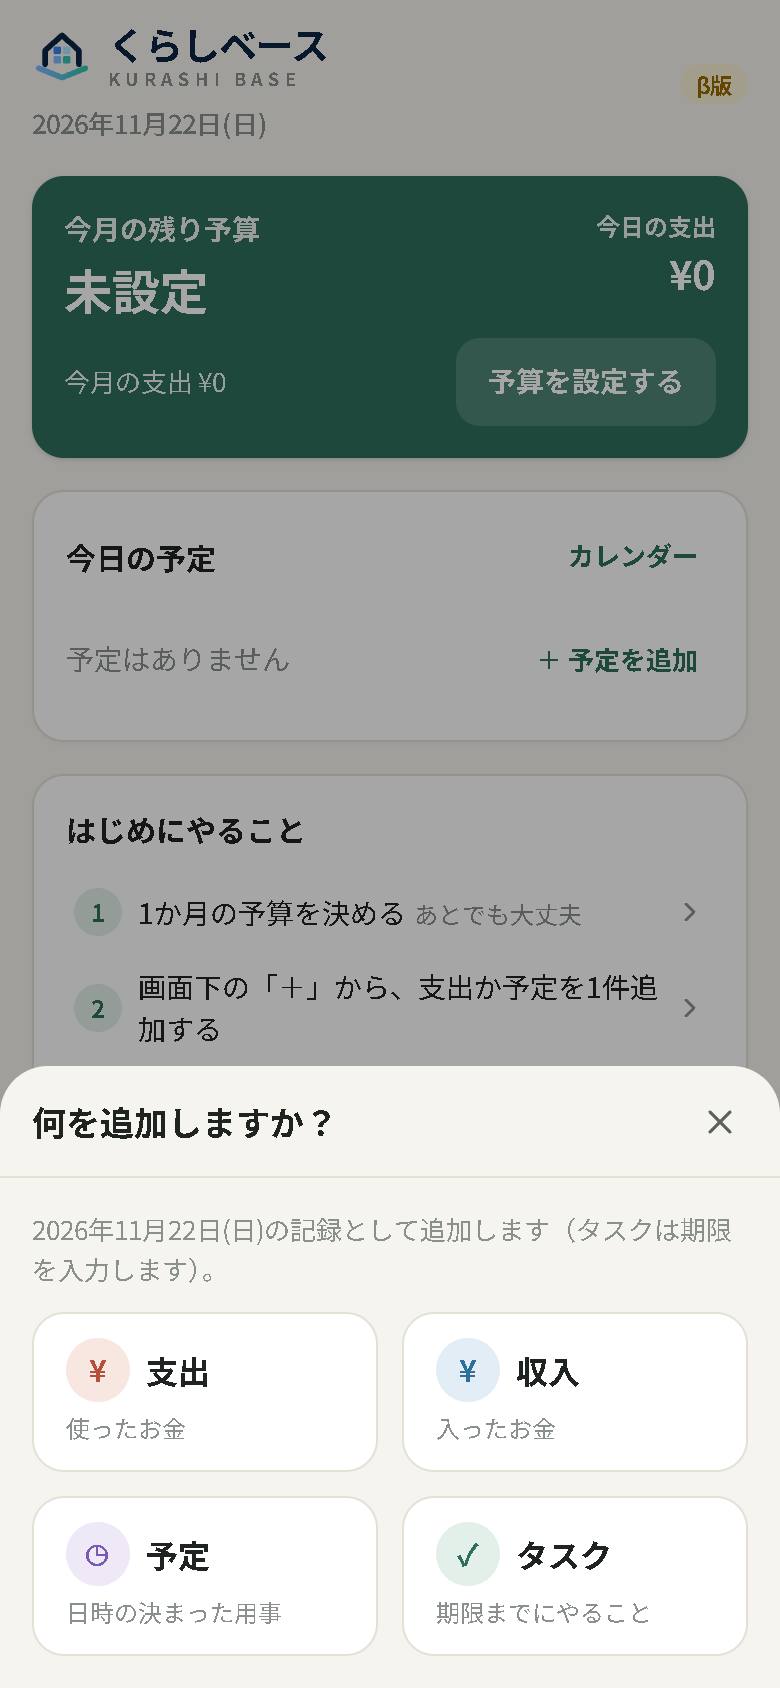 くらしベース
KURASHI BASE
β版
2026年11月22日(日)
今月の残り予算
今日の支出
未設定
¥0
今月の支出 ¥0
予算を設定する
今日の予定
カレンダー
予定はありません
＋ 予定を追加
はじめにやること
1
1か月の予算を決める あとでも大丈夫
2
画面下の「＋」から、支出か予定を1件追
加する
何を追加しますか？
2026年11月22日(日)の記録として追加します（タスクは期限
を入力します）。
¥ 支出
使ったお金
¥ 収入
入ったお金
予定
日時の決まった用事
✓ タスク
期限までにやること